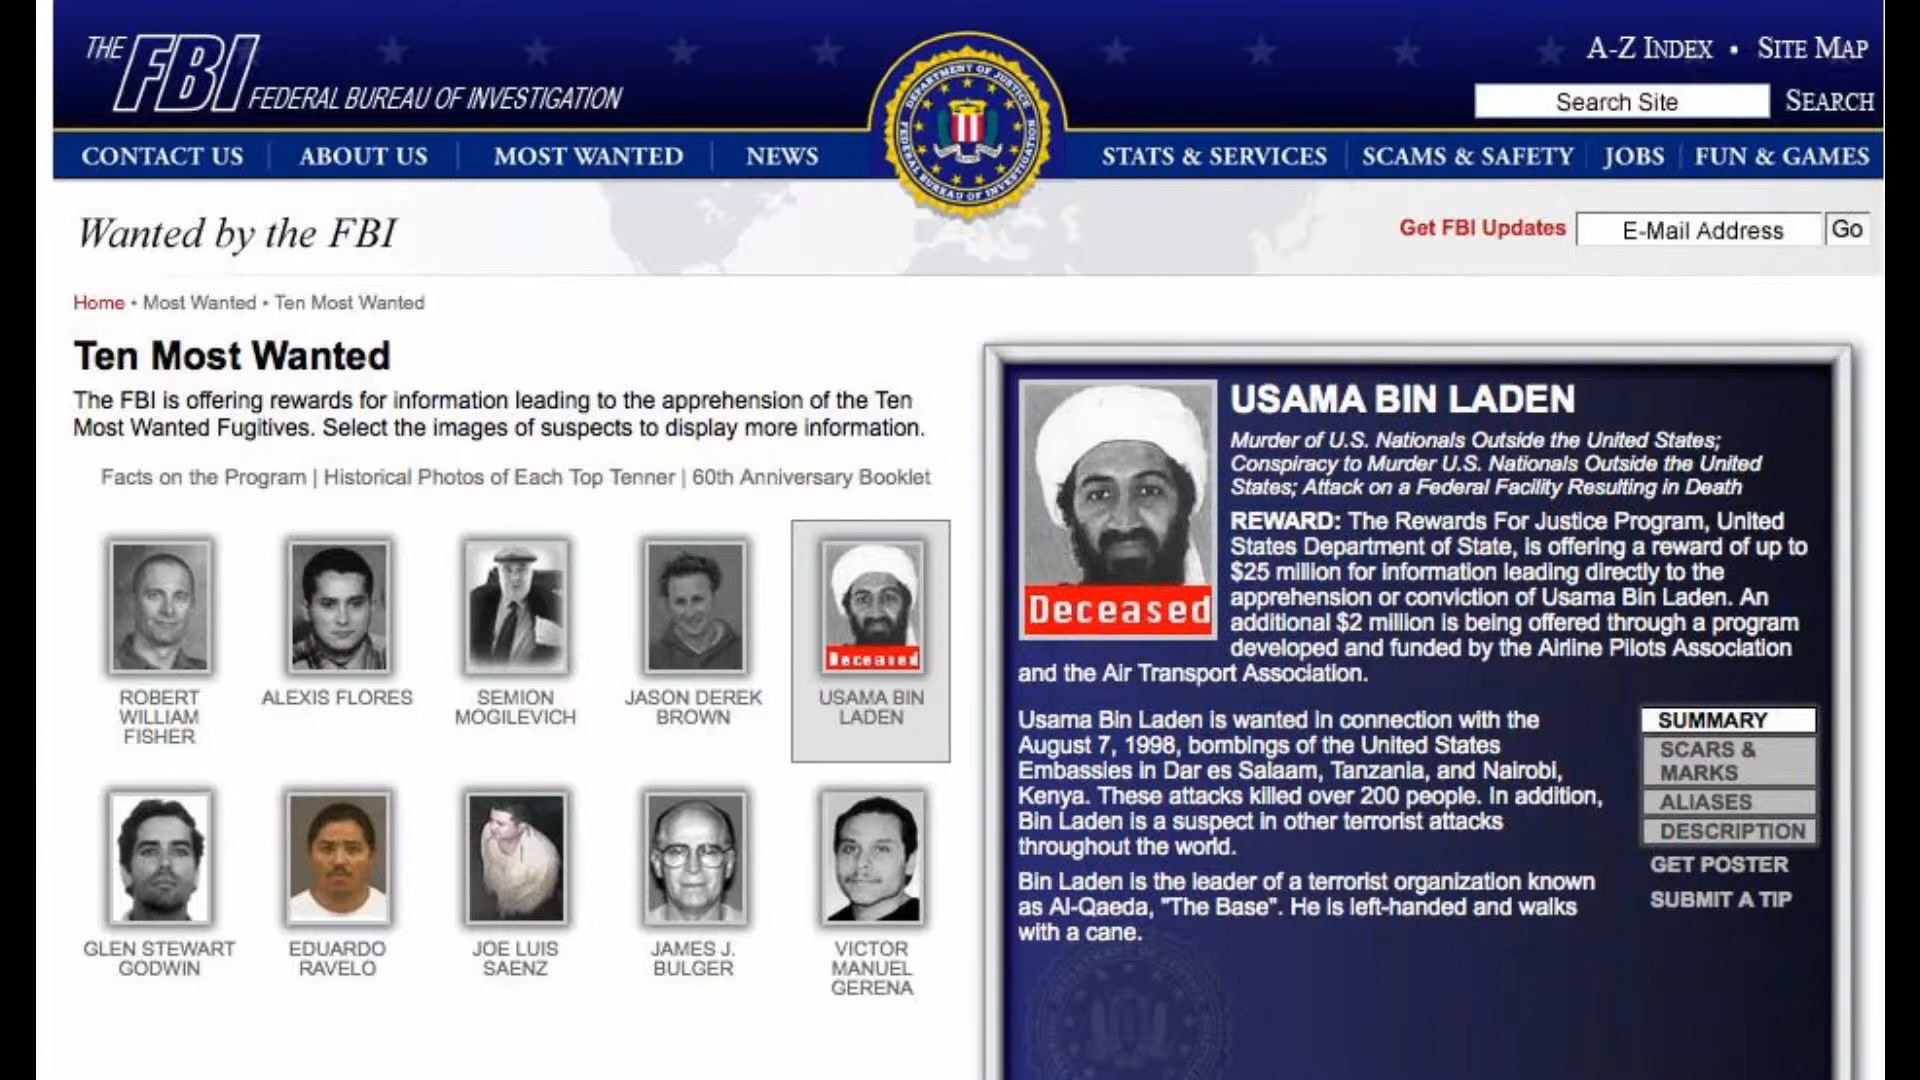 THE FBI FEDERAL BUREAU OF INVESTIGATION
A-Z INDEX • SITE MAP
Search Site SEARCH
CONTACT US ABOUT US MOST WANTED NEWS STATS & SERVICES SCAMS & SAFETY JOBS FUN & GAMES
DEPARTMENT OF JUSTICE
FEDERAL BUREAU OF INVESTIGATION
Wanted by the FBI
Get FBI Updates E-Mail Address Go
Home • Most Wanted • Ten Most Wanted
Ten Most Wanted
The FBI is offering rewards for information leading to the apprehension of the Ten
Most Wanted Fugitives. Select the images of suspects to display more information.
Facts on the Program | Historical Photos of Each Top Tenner | 60th Anniversary Booklet
Deceased
ROBERT
WILLIAM
FISHER
ALEXIS FLORES
SEMION
MOGILEVICH
JASON DEREK
BROWN
USAMA BIN
LADEN
GLEN STEWART
GODWIN
EDUARDO
RAVELO
JOE LUIS
SAENZ
JAMES J.
BULGER
VICTOR
MANUEL
GERENA
Deceased
USAMA BIN LADEN
Murder of U.S. Nationals Outside the United States;
Conspiracy to Murder U.S. Nationals Outside the United
States; Attack on a Federal Facility Resulting in Death
REWARD: The Rewards For Justice Program, United
States Department of State, is offering a reward of up to
$25 million for information leading directly to the
apprehension or conviction of Usama Bin Laden. An
additional $2 million is being offered through a program
developed and funded by the Airline Pilots Association
and the Air Transport Association.
Usama Bin Laden is wanted in connection with the
August 7, 1998, bombings of the United States
Embassies in Dar es Salaam, Tanzania, and Nairobi,
Kenya. These attacks killed over 200 people. In addition,
Bin Laden is a suspect in other terrorist attacks
throughout the world.
Bin Laden is the leader of a terrorist organization known
as Al-Qaeda, "The Base". He is left-handed and walks
with a cane.
SUMMARY
SCARS &
MARKS
ALIASES
DESCRIPTION
GET POSTER
SUBMIT A TIP